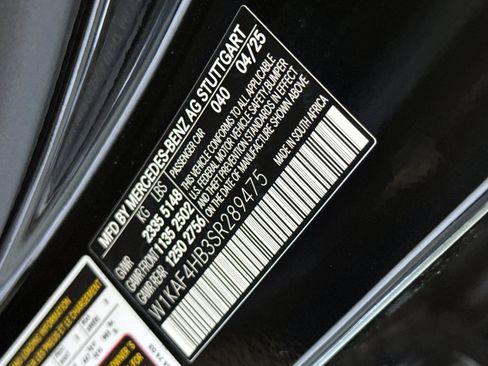 MFD BY MERCEDES-BENZ AG STUTTGART
KG LBS PASSENGER CAR 040 04/25
GVWR 2335 5148 THIS VEHICLE CONFORMS TO ALL APPLICABLE
GAWR FRONT 1135 2502 U.S. FEDERAL MOTOR VEHICLE SAFETY, BUMPER
GAWR REAR 1250 2756 AND THEFT PREVENTION STANDARDS IN EFFECT
ON THE DATE OF MANUFACTURE SHOWN ABOVE
W1KAF4HB3SR289475 MADE IN SOUTH AFRICA
LOADING INFORMATION